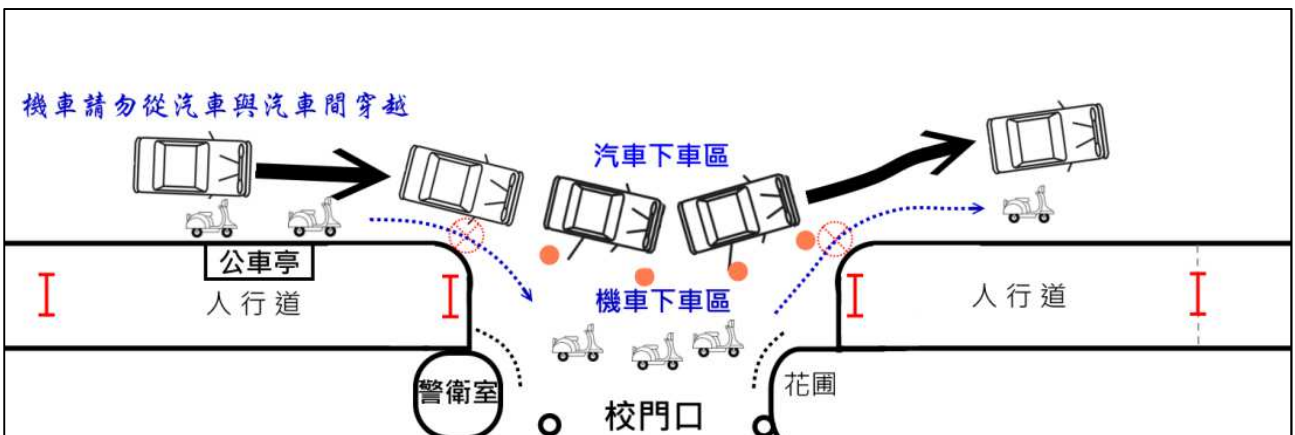 機車請勿從汽車與汽車間穿越
汽車下車區
公車亭
人行道
機車下車區
人行道
警衛室
校門口
花圃